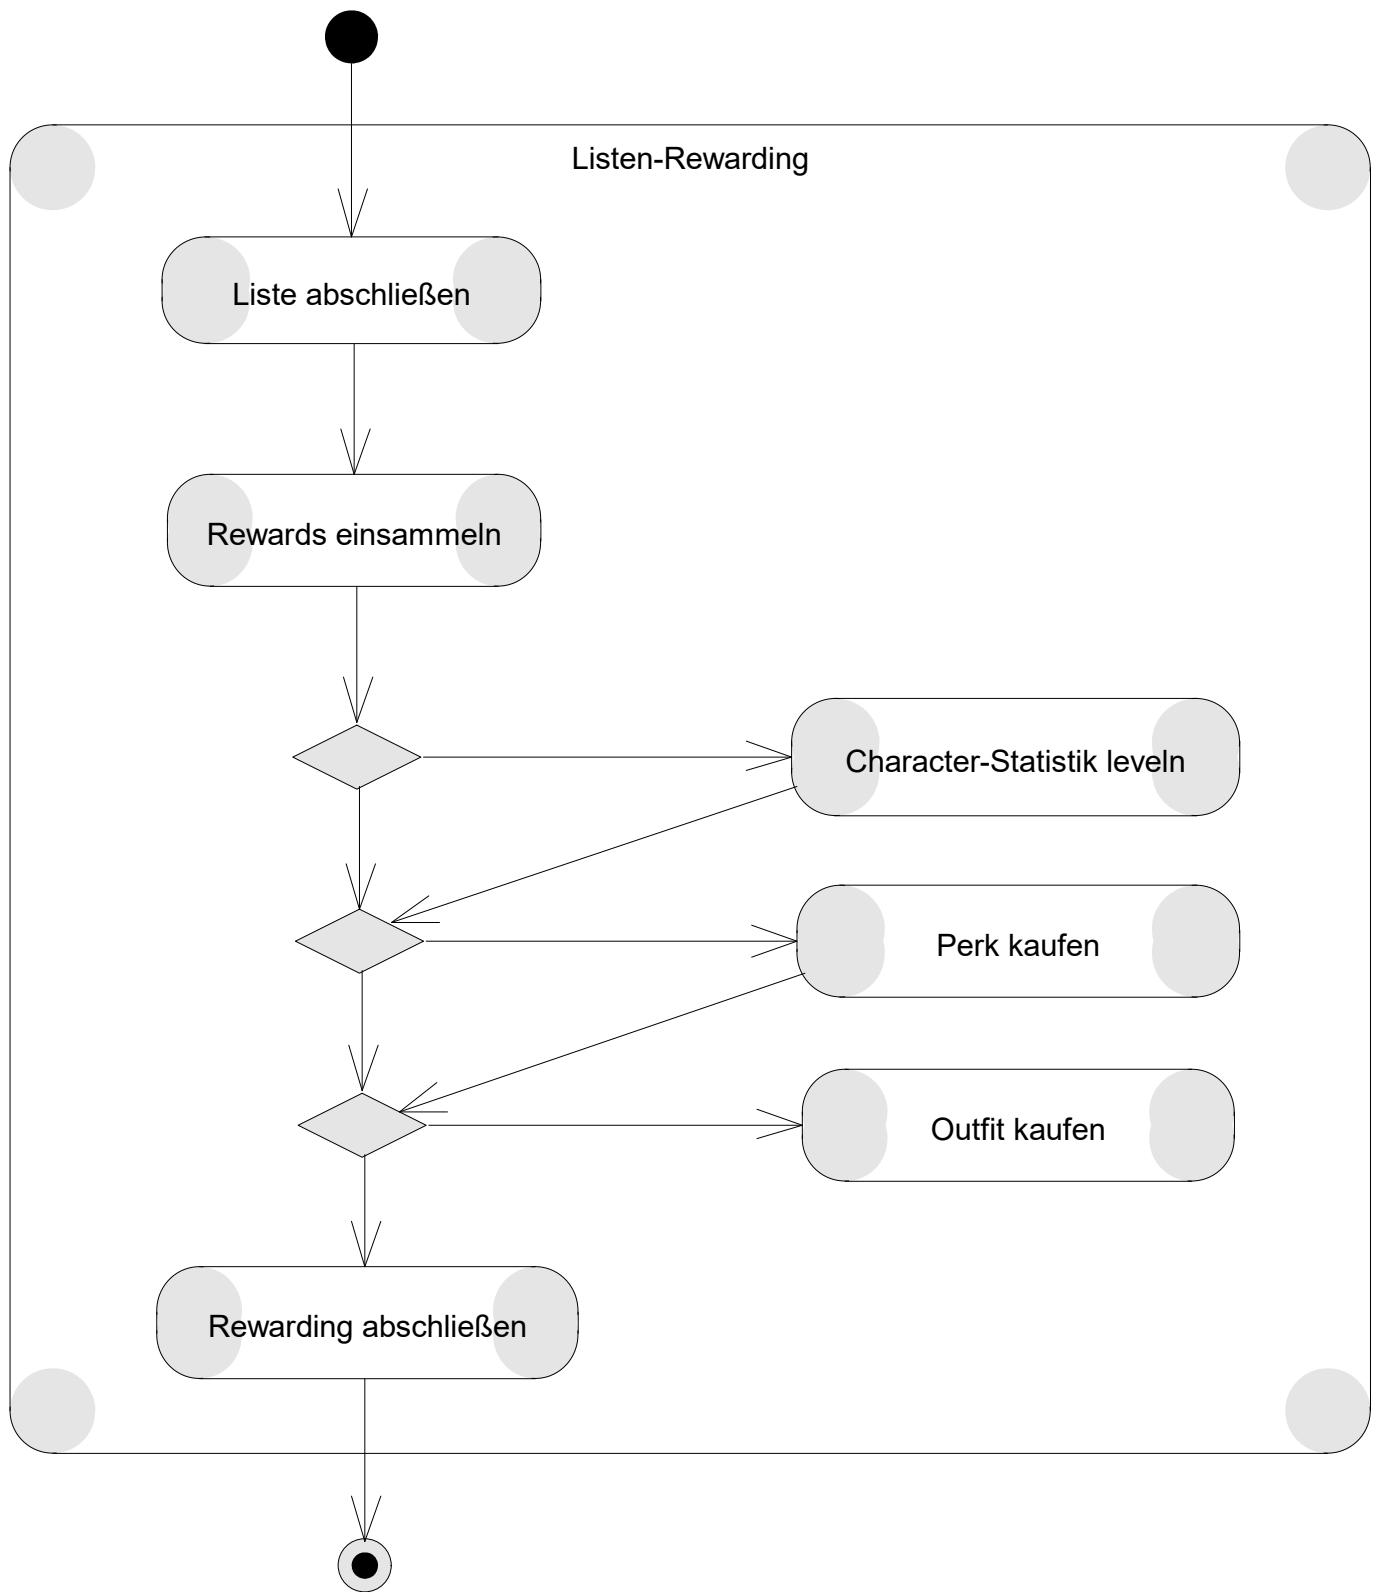 Listen-Rewarding
Liste abschließen
Rewards einsammeln
Character-Statistik leveln
Perk kaufen
Outfit kaufen
Rewarding abschließen